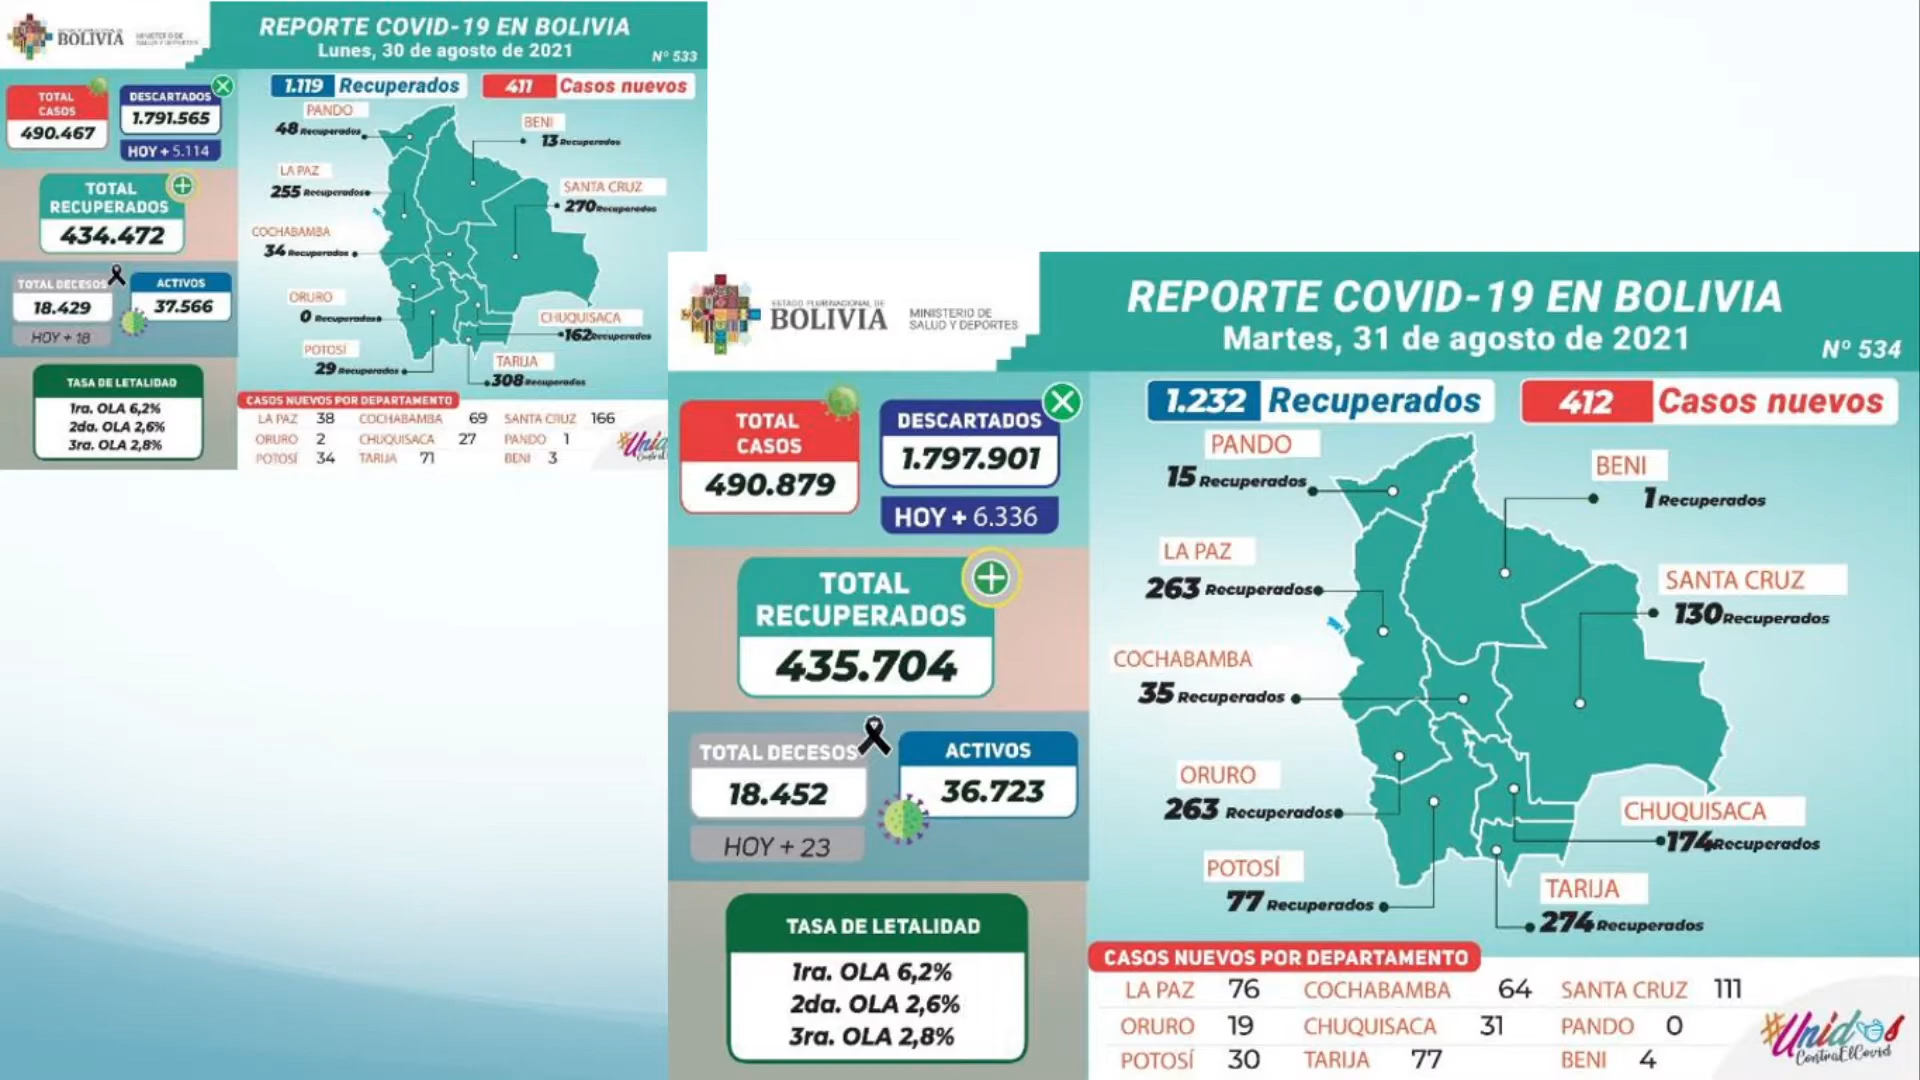 BOLIVIA
MINISTERIO DE
SALUD Y DEPORTES
REPORTE COVID-19 EN BOLIVIA
Lunes, 30 de agosto de 2021
N° 533
TOTAL
CASOS
490.467
DESCARTADOS
1.791.565
HOY + 5.114
TOTAL
RECUPERADOS
434.472
TOTAL DECESOS
18.429
HOY + 18
ACTIVOS
37.566
TASA DE LETALIDAD
1ra. OLA 6,2%
2da. OLA 2,6%
3ra. OLA 2,8%
1.119 Recuperados
411 Casos nuevos
PANDO
48 Recuperados
BENI
13 Recuperados
LA PAZ
255 Recuperados
SANTA CRUZ
270 Recuperados
COCHABAMBA
34 Recuperados
ORURO
0 Recuperados
CHUQUISACA
162 Recuperados
POTOSÍ
29 Recuperados
TARIJA
308 Recuperados
CASOS NUEVOS POR DEPARTAMENTO
LA PAZ 38 COCHABAMBA 69 SANTA CRUZ 166
ORURO 2 CHUQUISACA 27 PANDO 1
POTOSÍ 34 TARIJA 71 BENI 3
ESTADO PLURINACIONAL DE
BOLIVIA
MINISTERIO DE
SALUD Y DEPORTES
REPORTE COVID-19 EN BOLIVIA
Martes, 31 de agosto de 2021
N° 534
TOTAL
CASOS
490.879
DESCARTADOS
1.797.901
HOY + 6.336
TOTAL
RECUPERADOS
435.704
TOTAL DECESOS
18.452
HOY + 23
ACTIVOS
36.723
TASA DE LETALIDAD
1ra. OLA 6,2%
2da. OLA 2,6%
3ra. OLA 2,8%
1.232 Recuperados
412 Casos nuevos
PANDO
15 Recuperados
BENI
1 Recuperados
LA PAZ
263 Recuperados
SANTA CRUZ
130 Recuperados
COCHABAMBA
35 Recuperados
ORURO
263 Recuperados
CHUQUISACA
174 Recuperados
POTOSÍ
77 Recuperados
TARIJA
274 Recuperados
CASOS NUEVOS POR DEPARTAMENTO
LA PAZ 76 COCHABAMBA 64 SANTA CRUZ 111
ORURO 19 CHUQUISACA 31 PANDO 0
POTOSÍ 30 TARIJA 77 BENI 4
#Unidos
ContraElCovid